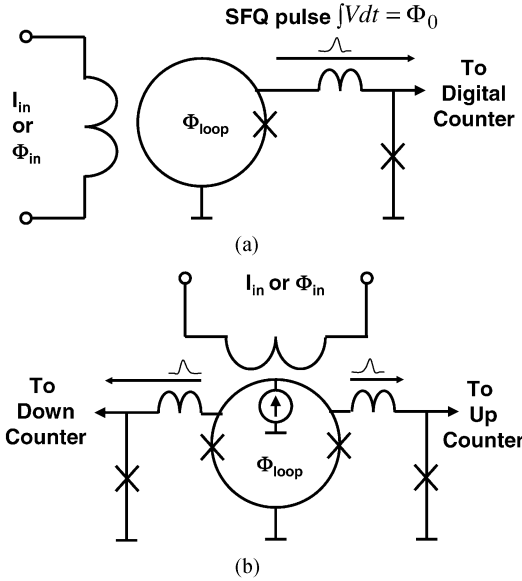 SFQ pulse ∫Vdt = Φ0
To
Digital
Counter
Iin
or
Φin
Φloop
(a)
Iin or Φin
To
Down
Counter
To
Up
Counter
Φloop
(b)